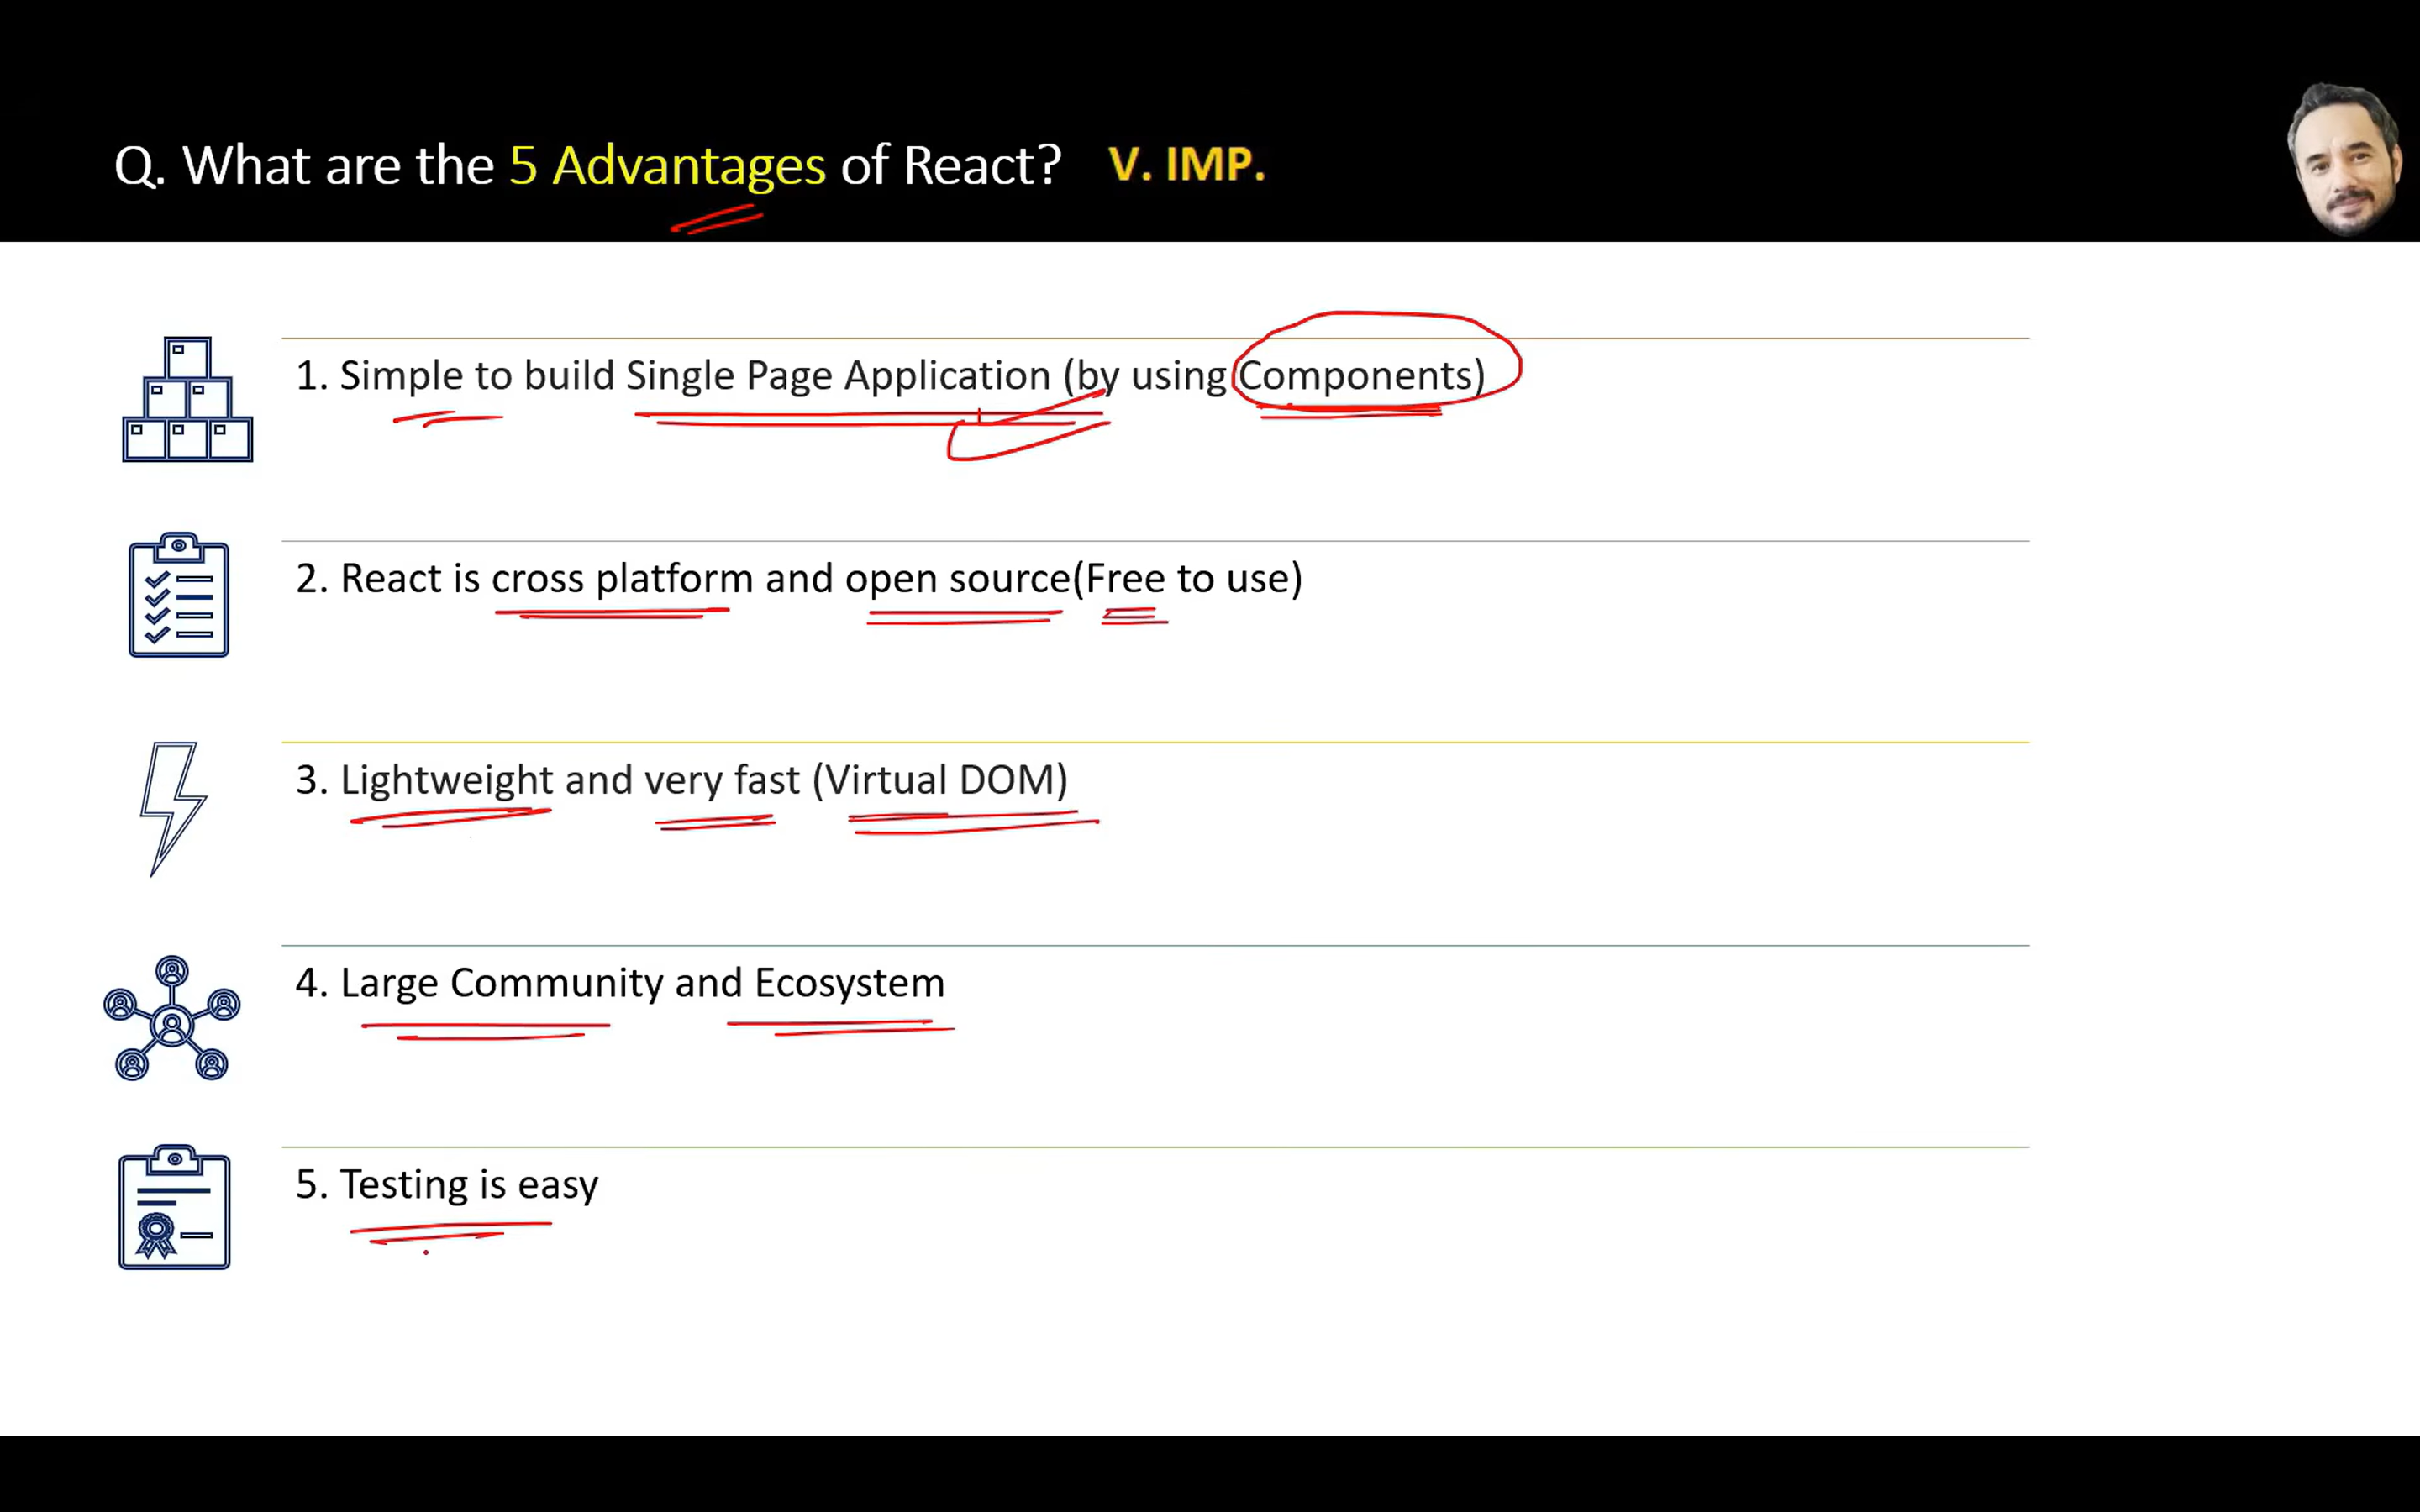 Q. What are the 5 Advantages of React? V. IMP.
1. Simple to build Single Page Application (by using Components)
2. React is cross platform and open source(Free to use)
3. Lightweight and very fast (Virtual DOM)
4. Large Community and Ecosystem
5. Testing is easy